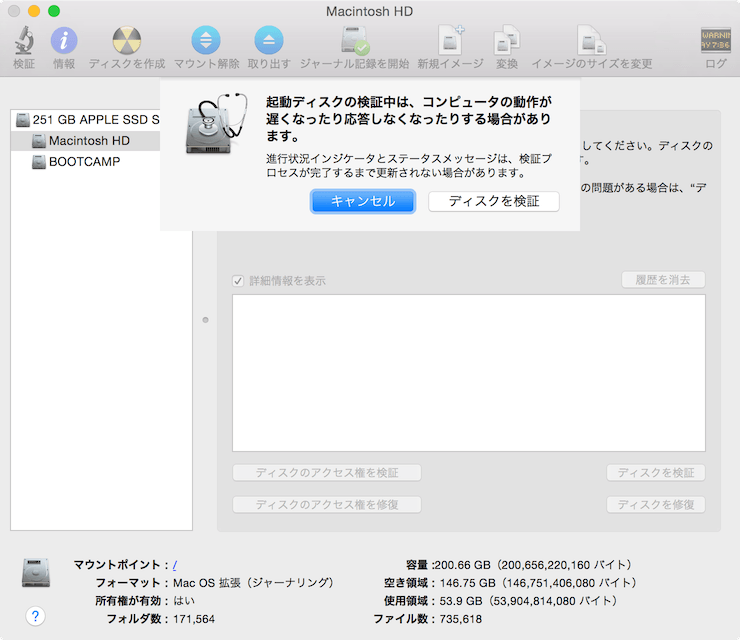 Macintosh HD
検証 情報 ディスクを作成 マウント解除 取り出す ジャーナル記録を開始 新規イメージ 変換 イメージのサイズを変更 ログ
WARNIN
AY 7:36
251 GB APPLE SSD S
Macintosh HD
BOOTCAMP
起動ディスクの検証中は、コンピュータの動作が
遅くなったり応答しなくなったりする場合があり
ます。
進行状況インジケータとステータスメッセージは、検証プ
ロセスが完了するまで更新されない場合があります。
キャンセル ディスクを検証
してください。ディスクの
す。
の問題がある場合は、“デ
詳細情報を表示 履歴を消去
ディスクのアクセス権を検証 ディスクを検証
ディスクのアクセス権を修復 ディスクを修復
マウントポイント : / 容量 :200.66 GB（200,656,220,160 バイト）
フォーマット : Mac OS 拡張（ジャーナリング） 空き領域 : 146.75 GB（146,751,406,080 バイト）
所有権が有効 : はい 使用領域 : 53.9 GB（53,904,814,080 バイト）
フォルダ数 : 171,564 ファイル数 : 735,618
?